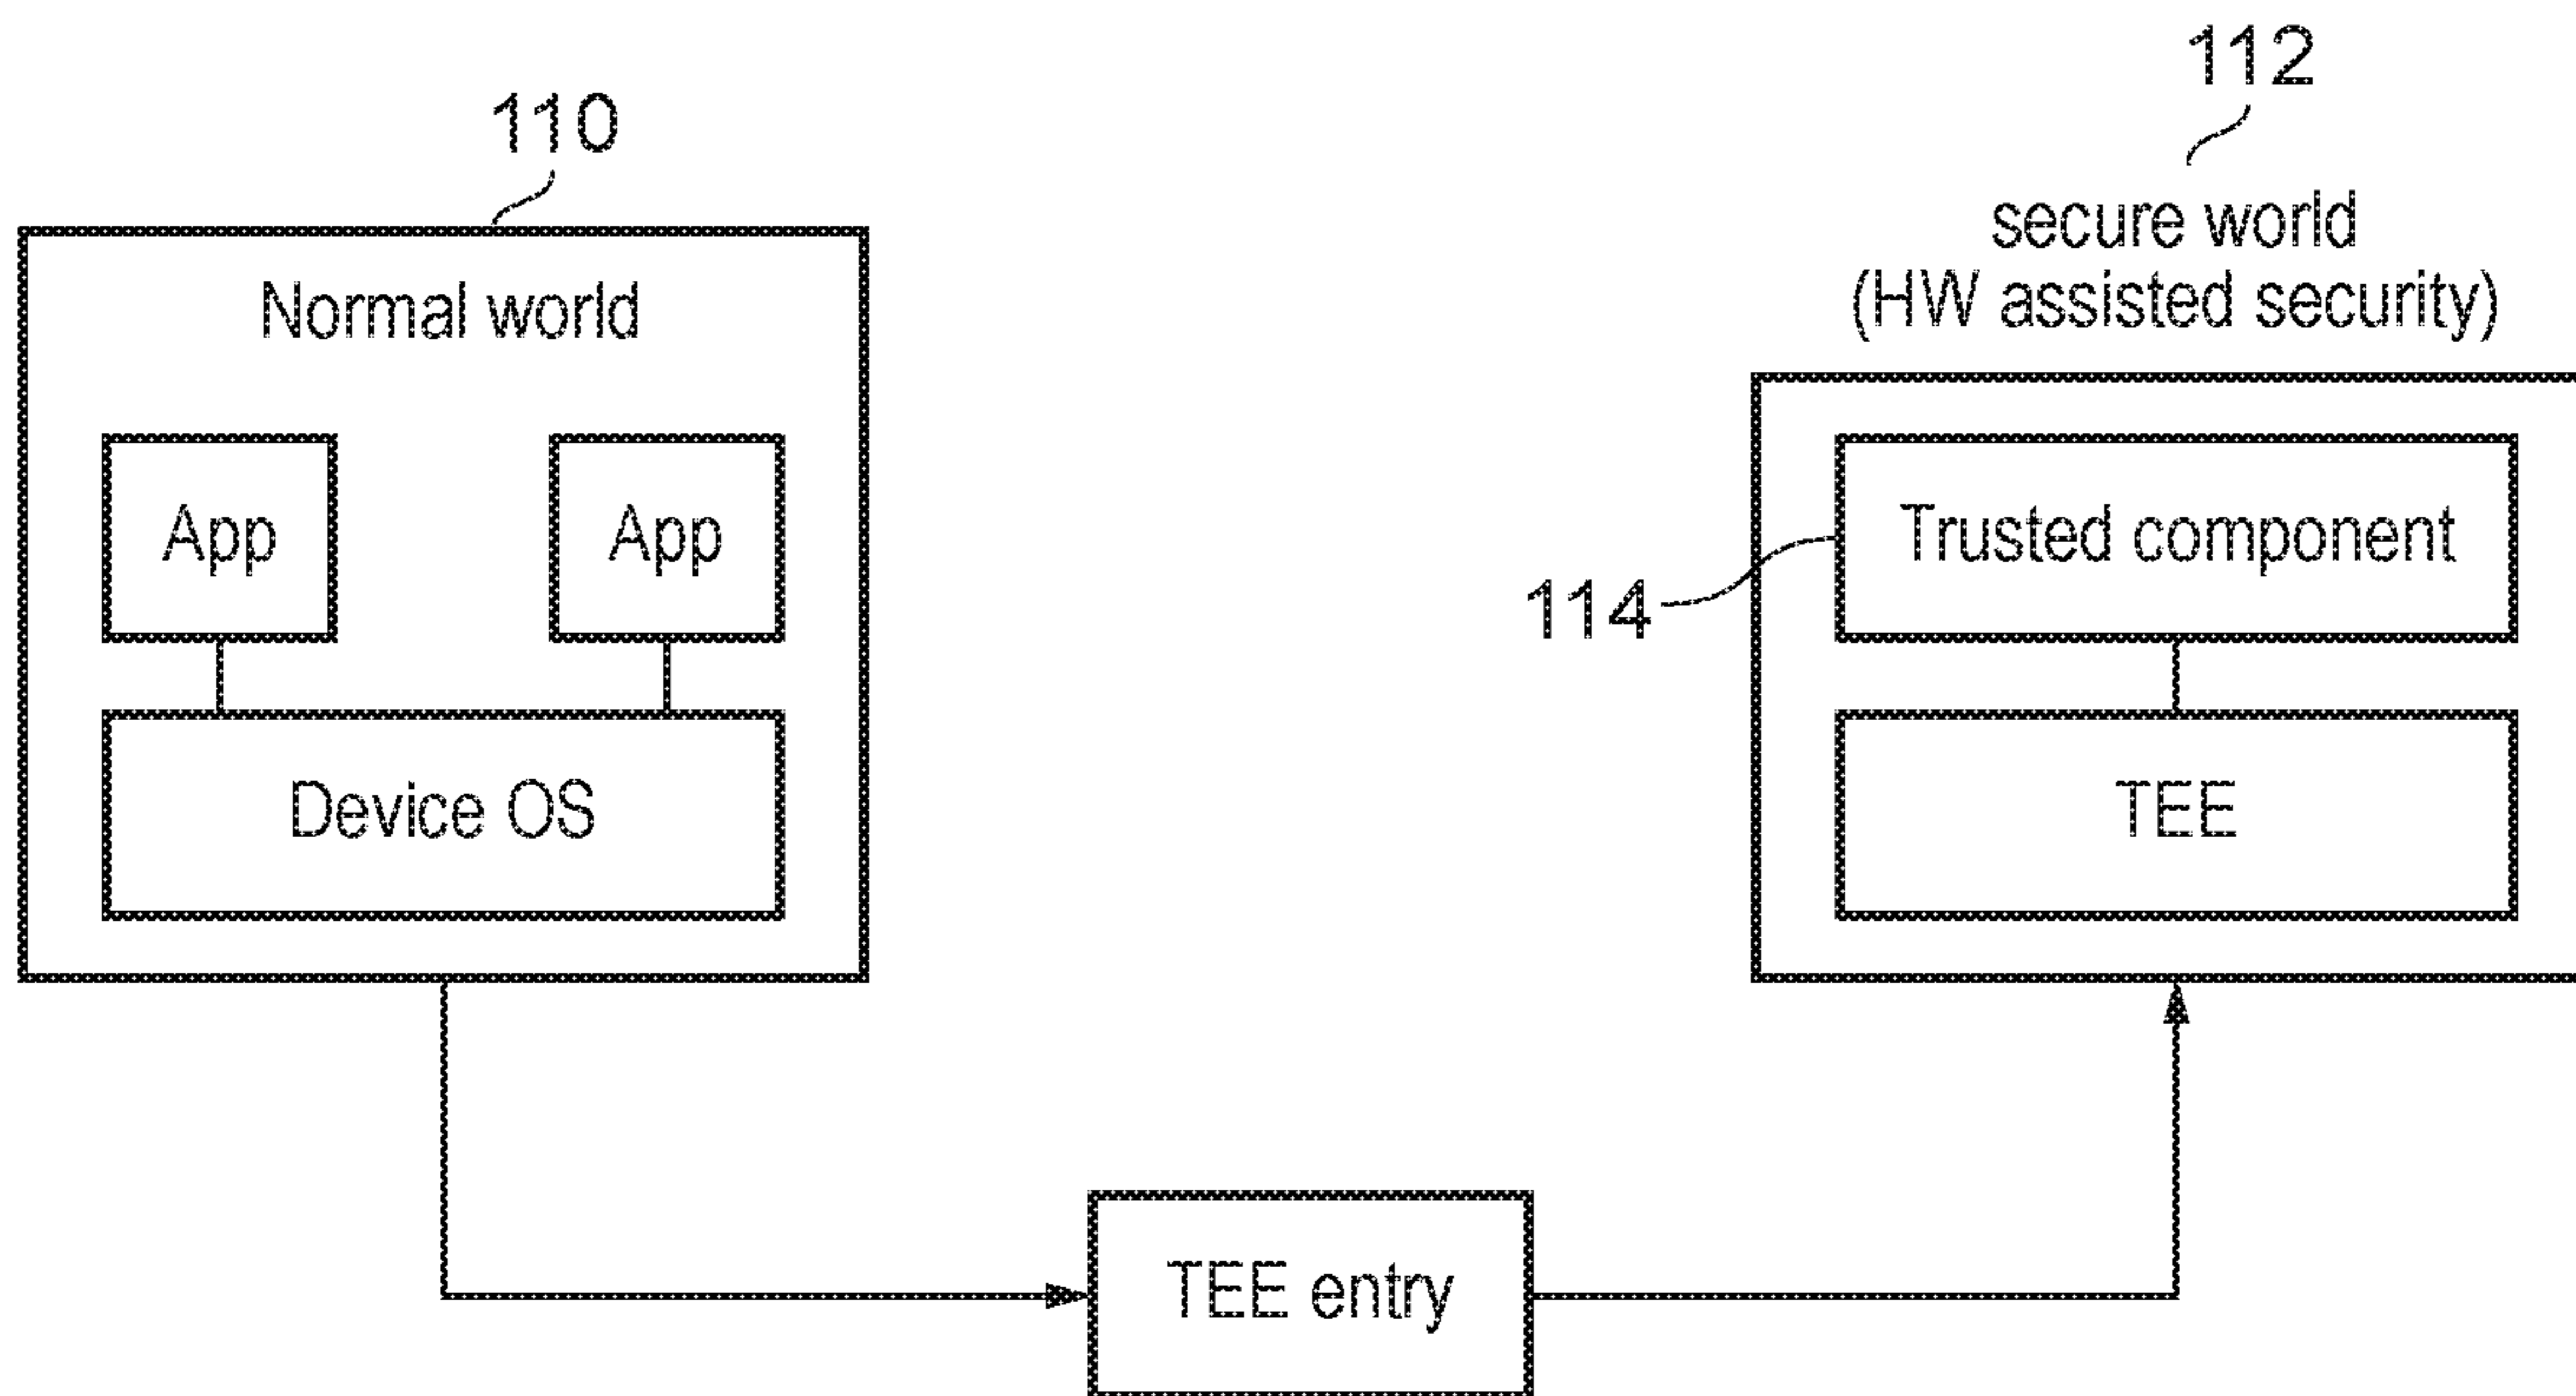 110
Normal world
App
App
Device OS
112
secure world
(HW assisted security)
114
Trusted component
TEE
TEE entry